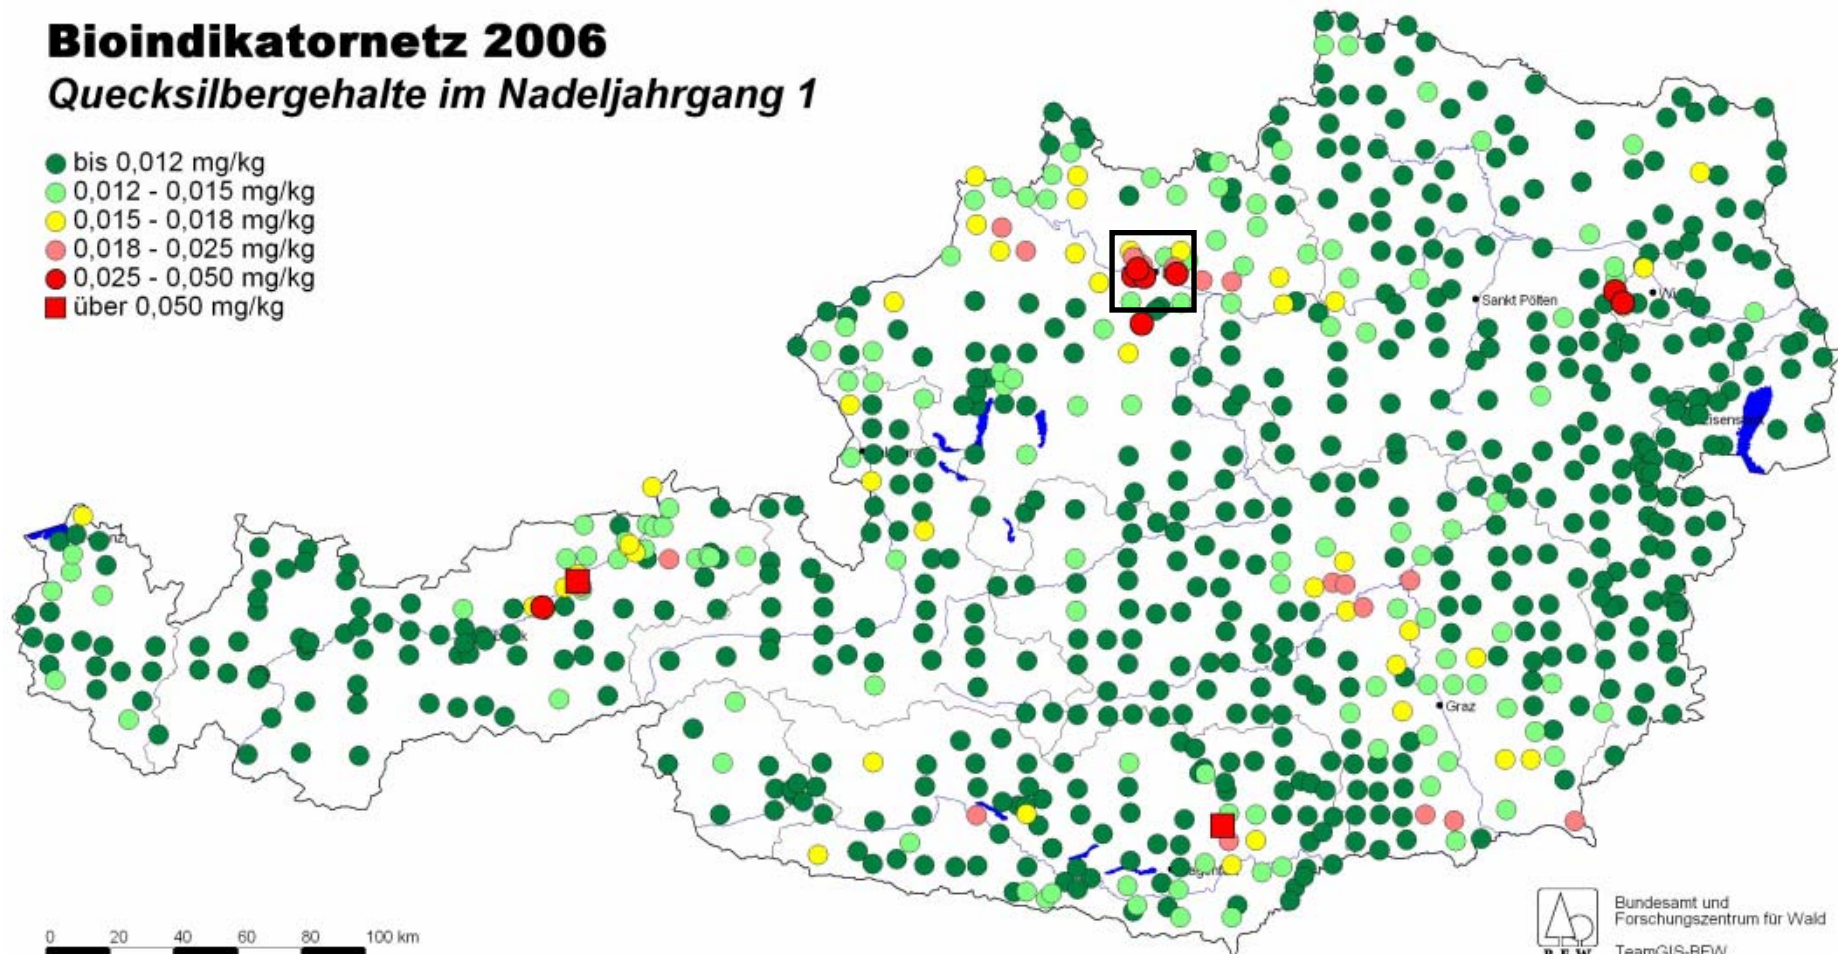 Bioindikatornetz 2006
Quecksilbergehalte im Nadeljahrgang 1
bis 0,012 mg/kg
0,012 - 0,015 mg/kg
0,015 - 0,018 mg/kg
0,018 - 0,025 mg/kg
0,025 - 0,050 mg/kg
über 0,050 mg/kg
Sankt Pölten
Graz
0 20 40 60 80 100 km
Bundesamt und
Forschungszentrum für Wald
TeamGIS-BFW
B F W